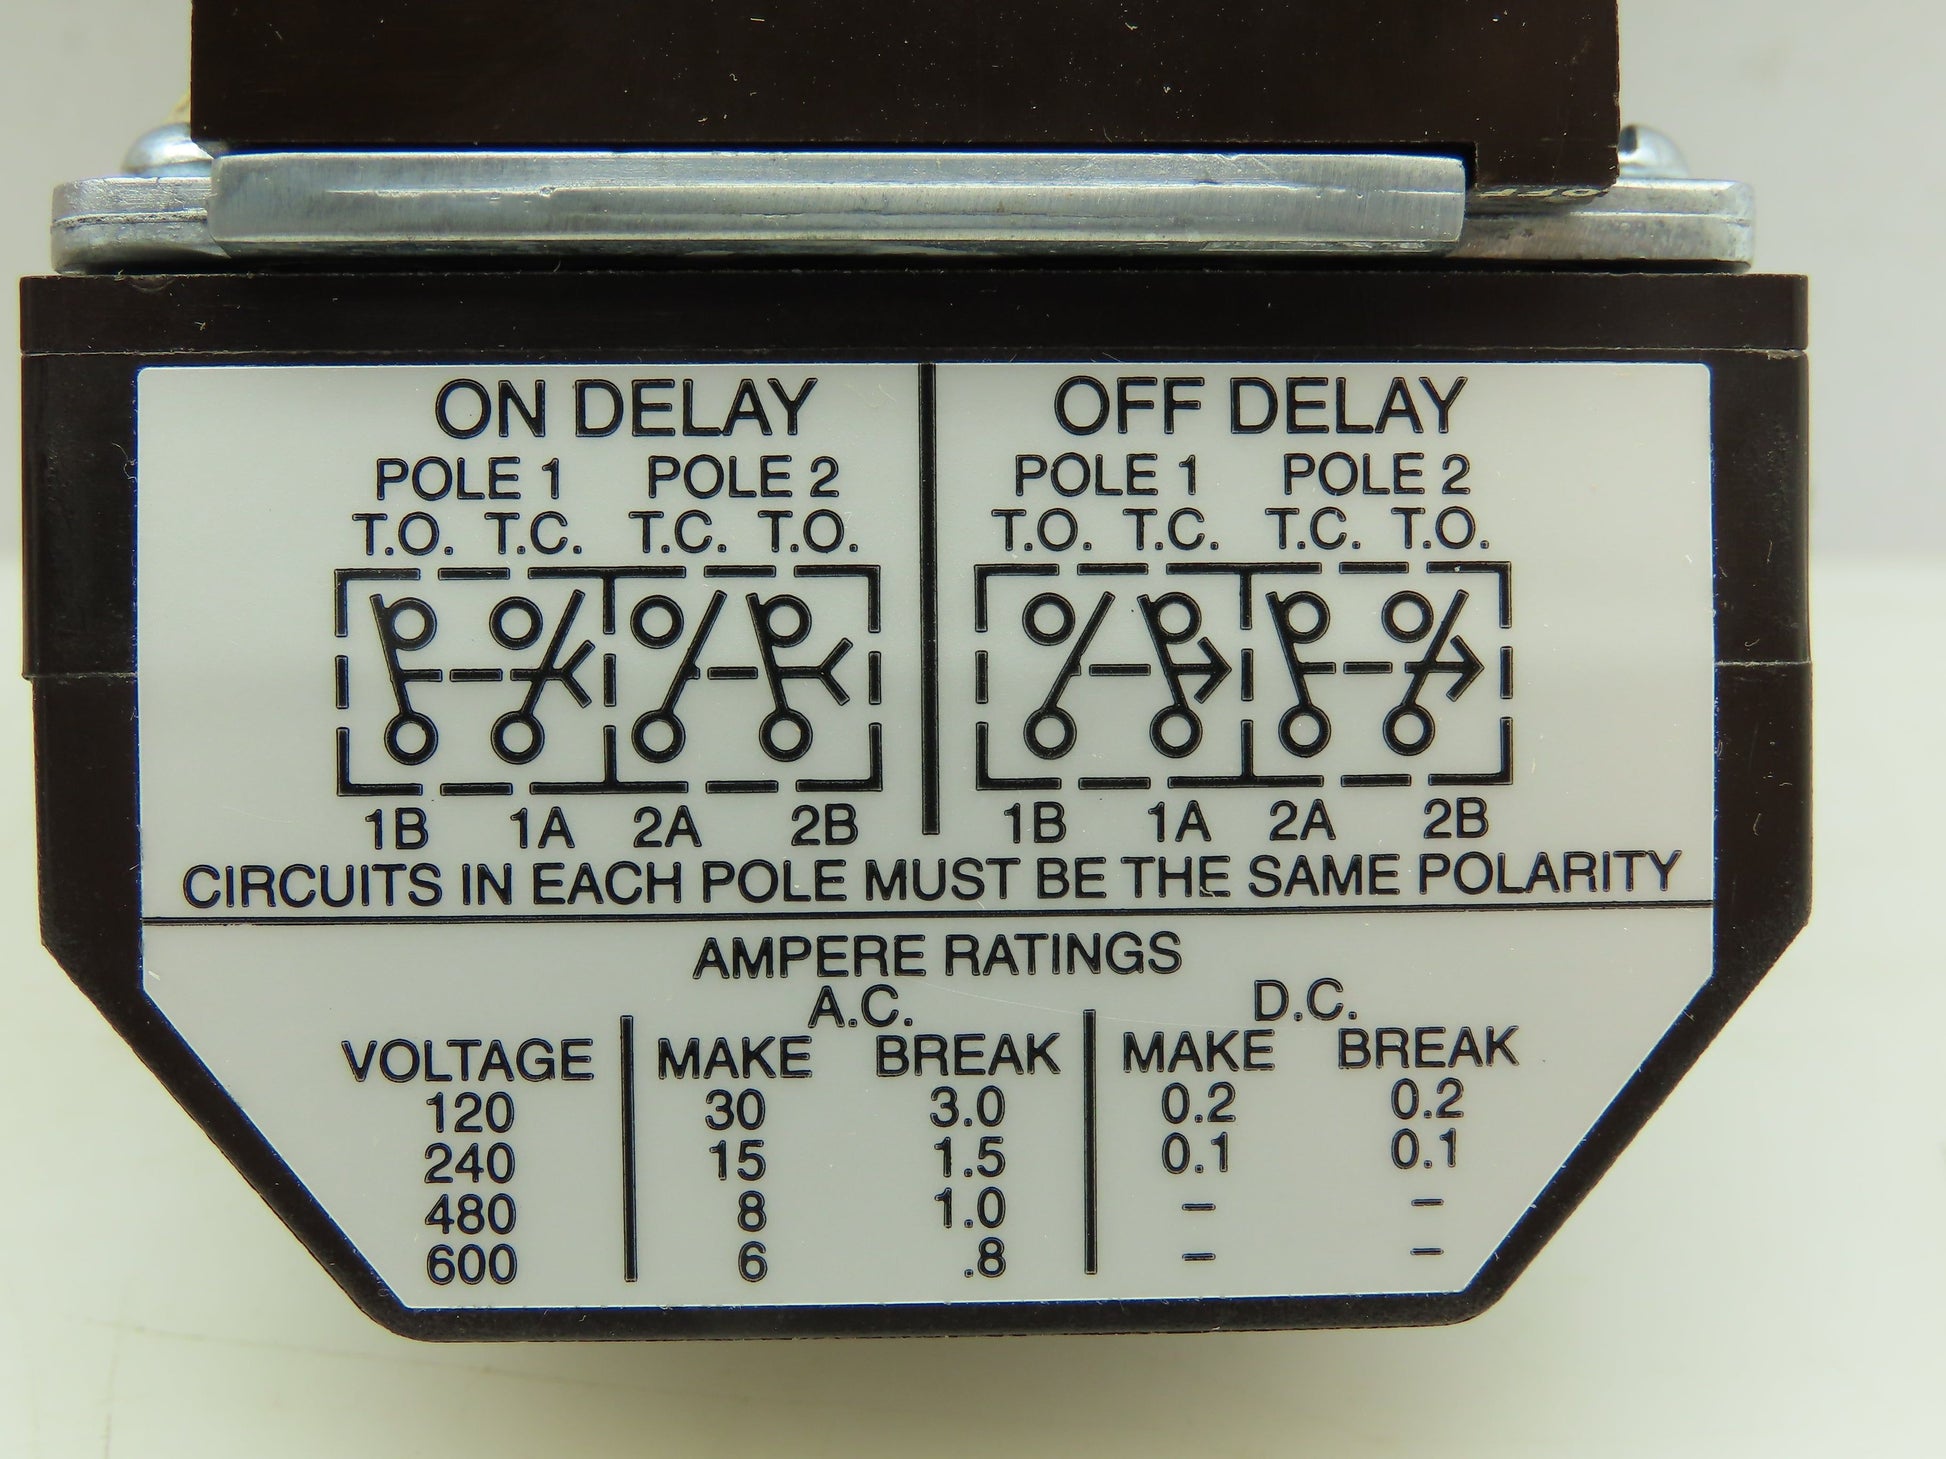 ON DELAY OFF DELAY
POLE 1 POLE 2 POLE 1 POLE 2
T.O. T.C. T.C. T.O. T.O. T.C. T.C. T.O.
1B 1A 2A 2B 1B 1A 2A 2B
CIRCUITS IN EACH POLE MUST BE THE SAME POLARITY
AMPERE RATINGS
A.C. D.C.
VOLTAGE MAKE BREAK MAKE BREAK
120 30 3.0 0.2 0.2
240 15 1.5 0.1 0.1
480 8 1.0 – –
600 6 .8 – –